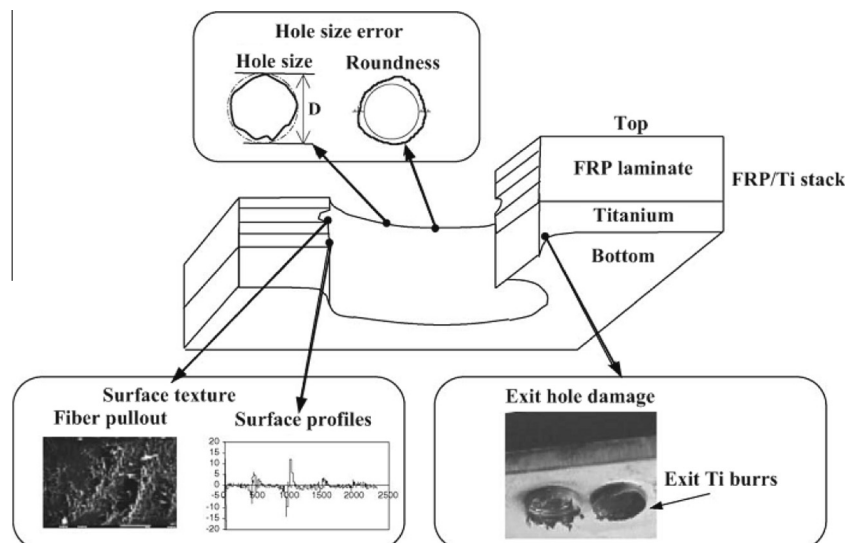 Hole size error
Hole size
Roundness
D
Top
FRP laminate
FRP/Ti stack
Titanium
Bottom
Surface texture
Fiber pullout
Surface profiles
20
15
10
5
0
-5
-10
-15
-20
500
1000
1500
2000
2500
Exit hole damage
Exit Ti burrs